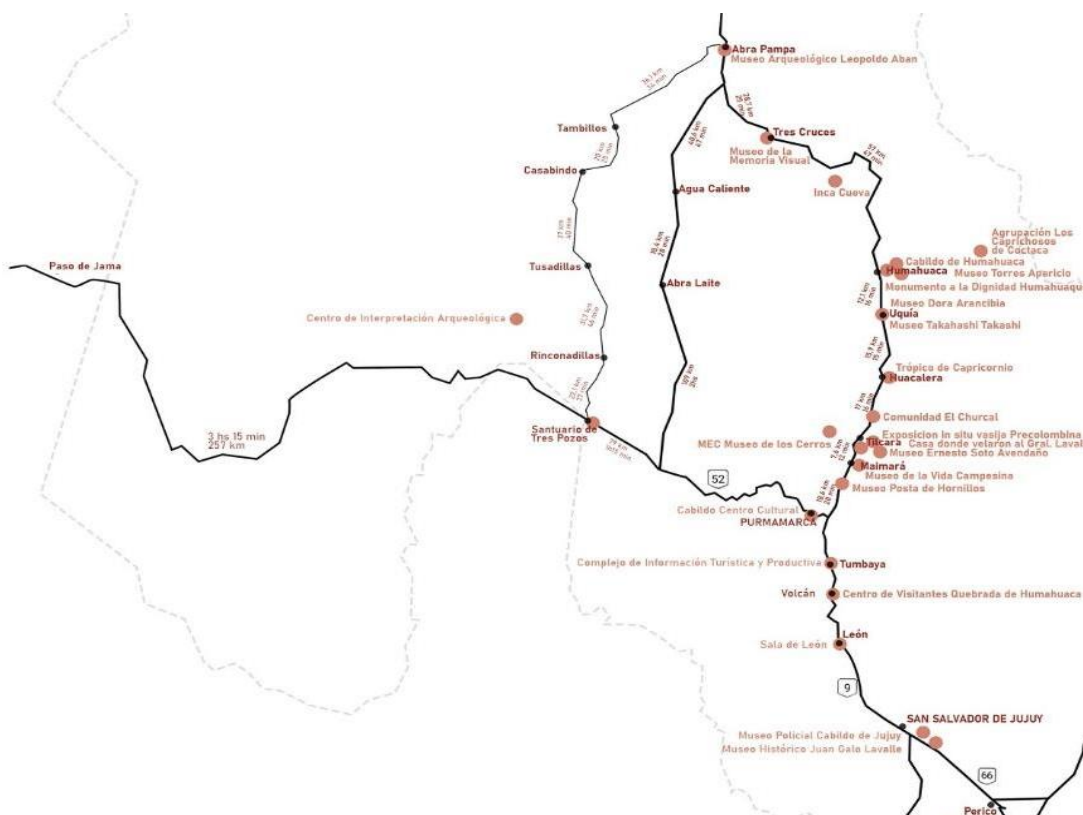 Abra Pampa
Museo Arqueológico Leopoldo Aban
Tambillos
Tres Cruces
Museo de la
Memoria Visual
Casabindo
Inca Cueva
Agua Caliente
Agrupación Los
Caprichosos
de Coctaca
Cabildo de Humahuaca
Paso de Jama
Tusadillas
Humahuaca
Museo Torres Aparicio
Monumento a la Dignidad Humahuaqu
Abra Laite
Museo Dora Arancibia
Uquía
Centro de Interpretación Arqueológica
Museo Takahashi Takashi
Rinconadillas
Trópico de Capricornio
Huacalera
Comunidad El Churcal
Santuario de
Tres Pozos
3 hs 15 min
257 km
MEC Museo de los Cerros
Exposicion In situ vasija Precolombina
Casa donde velaron al Gral. Laval
Museo Ernesto Soto Avendaño
Maimará
Museo de la Vida Campesina
52
Museo Posta de Hornillos
Cabildo Centro Cultural
PURMAMARCA
Complejo de Información Turística y Productiva
Tumbaya
Volcán
Centro de Visitantes Quebrada de Humahuaca
León
Sala de León
9
SAN SALVADOR DE JUJUY
Museo Policial Cabildo de Jujuy
Museo Histórico Juan Galo Lavalle
66
Perico